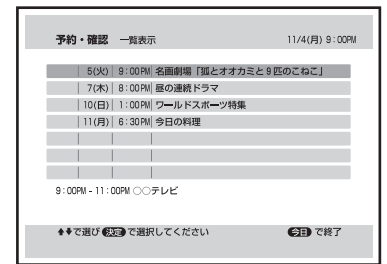 予約・確認 一覧表示 11/4(月) 9:00PM
5(火) 9:00PM 名画劇場「狐とオオカミと9匹のこねこ」
7(木) 8:00PM 昼の連続ドラマ
10(日) 1:00PM ワールドスポーツ特集
11(月) 6:30PM 今日の料理
9:00PM - 11:00PM ○○テレビ
▲▼で選び 決定 で選択してください 今日 で終了